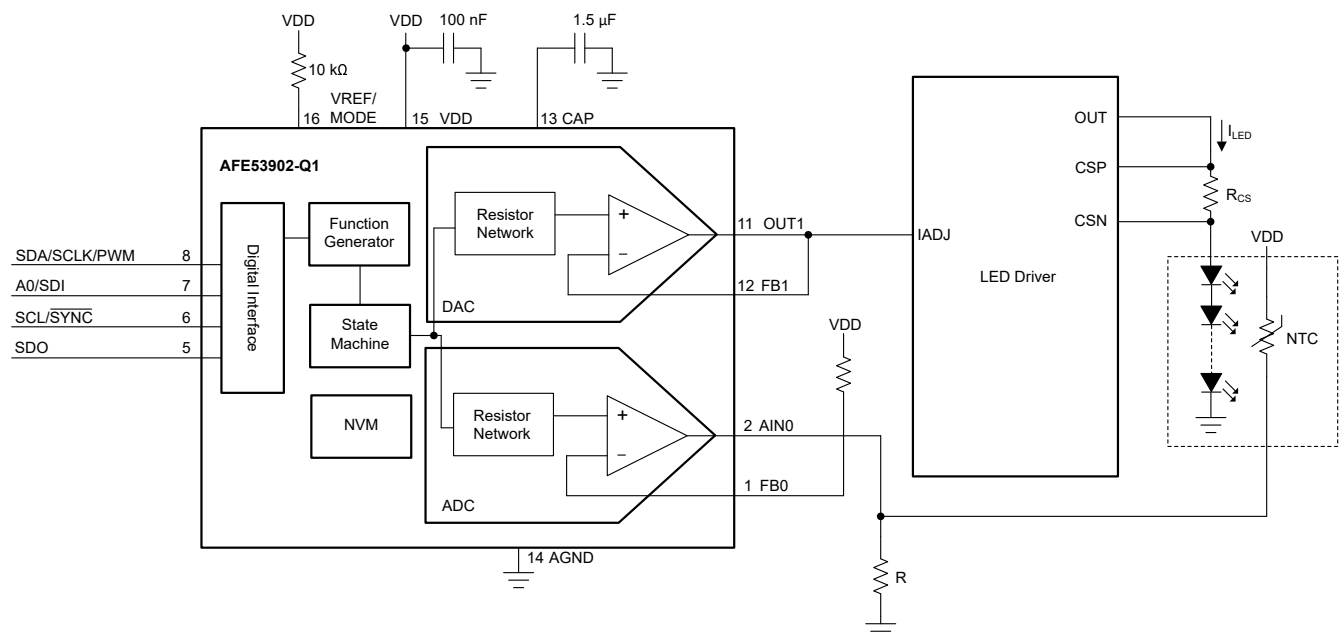 VDD
10 kΩ
VDD
100 nF
1.5 µF
VREF/
MODE
16
15 VDD
13 CAP
AFE53902-Q1
SDA/SCLK/PWM 8
A0/SDI 7
SCL/SYNC 6
SDO 5
Digital Interface
Function
Generator
State
Machine
NVM
Resistor
Network
+
−
DAC
11 OUT1
12 FB1
Resistor
Network
+
−
ADC
2 AIN0
1 FB0
VDD
14 AGND
R
IADJ
LED Driver
OUT
CSP
CSN
ILED
RCS
VDD
NTC